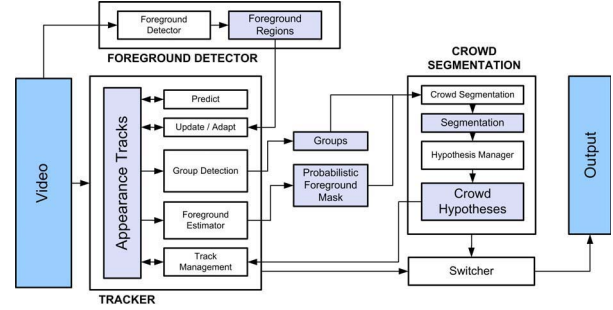 Foreground
Detector
Foreground
Regions
FOREGROUND DETECTOR
CROWD
SEGMENTATION
Video
Appearance Tracks
Predict
Update / Adapt
Group Detection
Foreground
Estimator
Track
Management
TRACKER
Groups
Probabilistic
Foreground
Mask
Crowd Segmentation
Segmentation
Hypothesis Manager
Crowd
Hypotheses
Switcher
Output